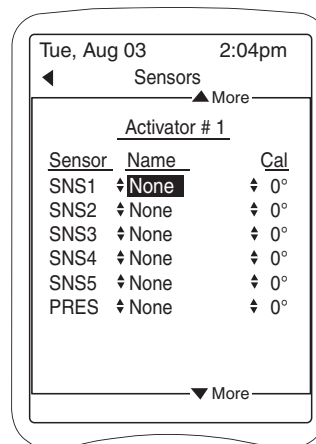 Tue, Aug 03 2:04pm
Sensors
More
Activator # 1
Sensor Name Cal
SNS1 None 0°
SNS2 None 0°
SNS3 None 0°
SNS4 None 0°
SNS5 None 0°
PRES None 0°
More